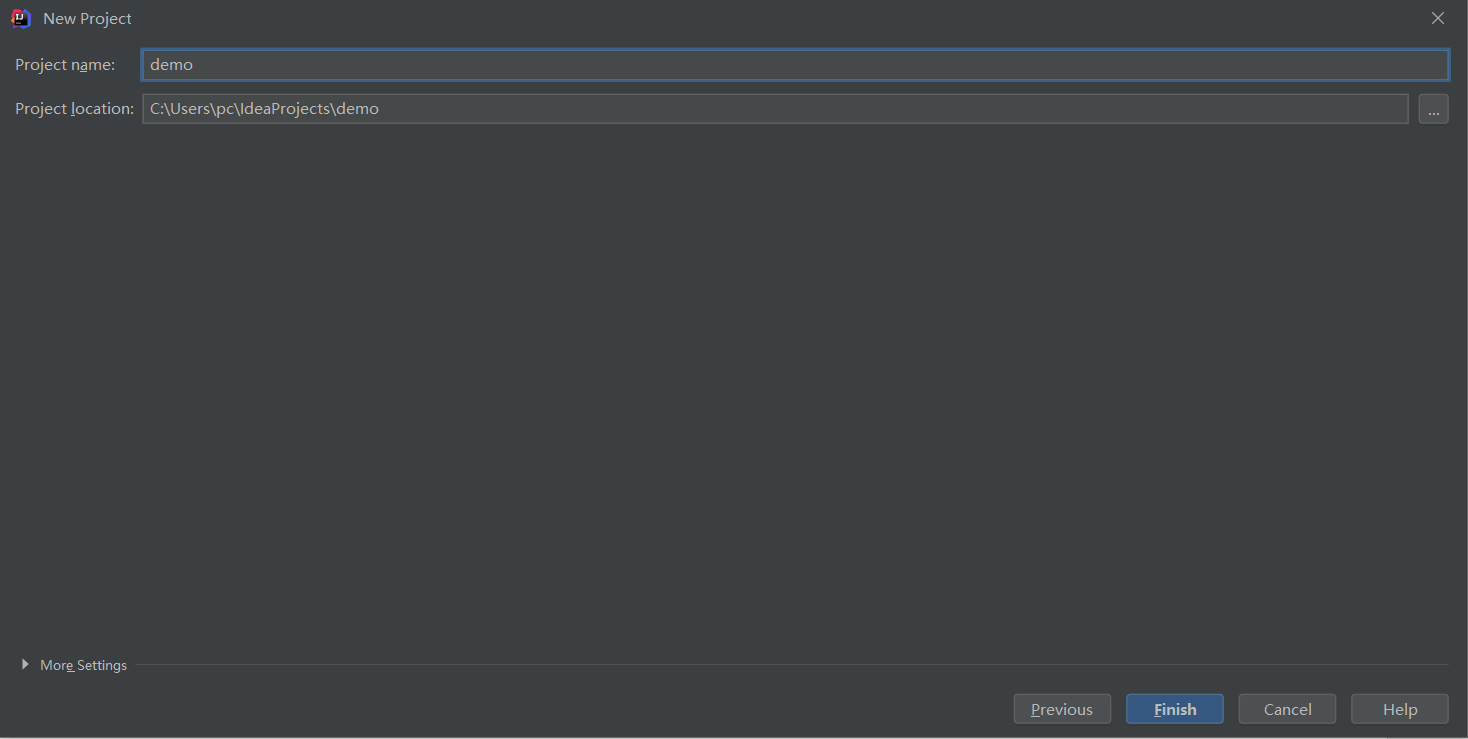 New Project
Project name: demo
Project location: C:\Users\pc\IdeaProjects\demo ...
More Settings
Previous Finish Cancel Help